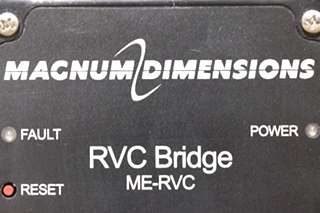 MAGNUM DIMENSIONS
FAULT
POWER
RVC Bridge
ME-RVC
RESET